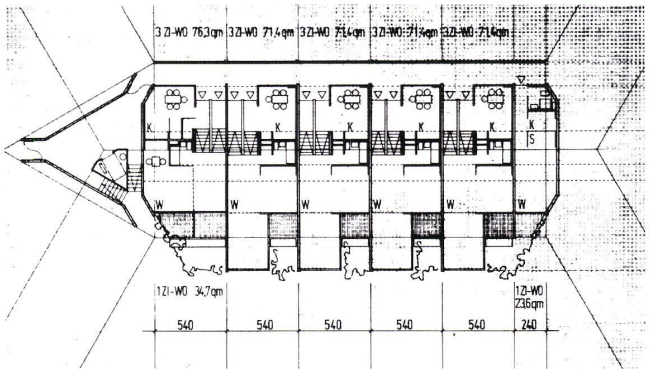 3 ZI-WO 76,3qm 3 ZI-WO 71,4qm 3 ZI-WO 71,4qm 3 ZI-WO 71,4qm 3 ZI-WO 71,4qm
K K K K K K
S
W W W W W W
1 ZI-WO 34,7qm 1 ZI-WO
23,6qm
540 540 540 540 540 240